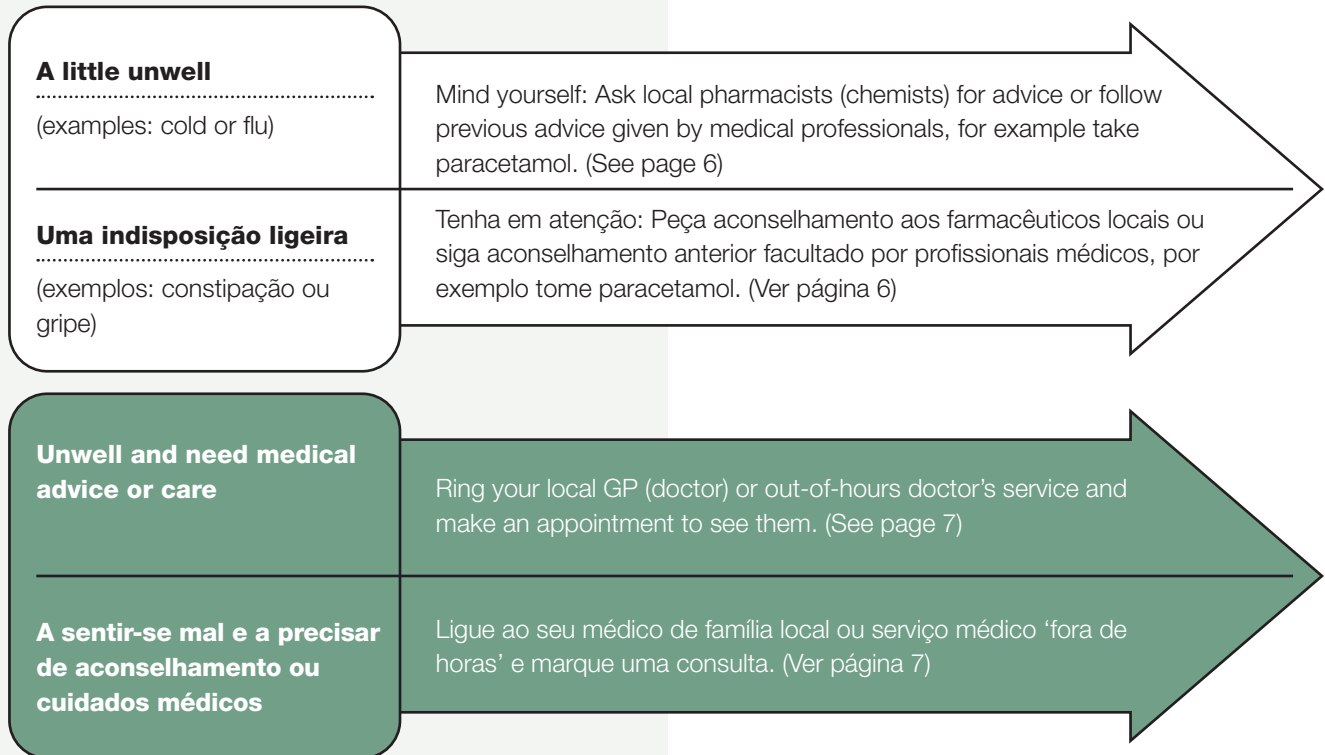 A little unwell
(examples: cold or flu)
Mind yourself: Ask local pharmacists (chemists) for advice or follow
previous advice given by medical professionals, for example take
paracetamol. (See page 6)
Uma indisposição ligeira
(exemplos: constipação ou
gripe)
Tenha em atenção: Peça aconselhamento aos farmacêuticos locais ou
siga aconselhamento anterior facultado por profissionais médicos, por
exemplo tome paracetamol. (Ver página 6)
Unwell and need medical
advice or care
Ring your local GP (doctor) or out-of-hours doctor’s service and
make an appointment to see them. (See page 7)
A sentir-se mal e a precisar
de aconselhamento ou
cuidados médicos
Ligue ao seu médico de família local ou serviço médico ‘fora de
horas’ e marque uma consulta. (Ver página 7)